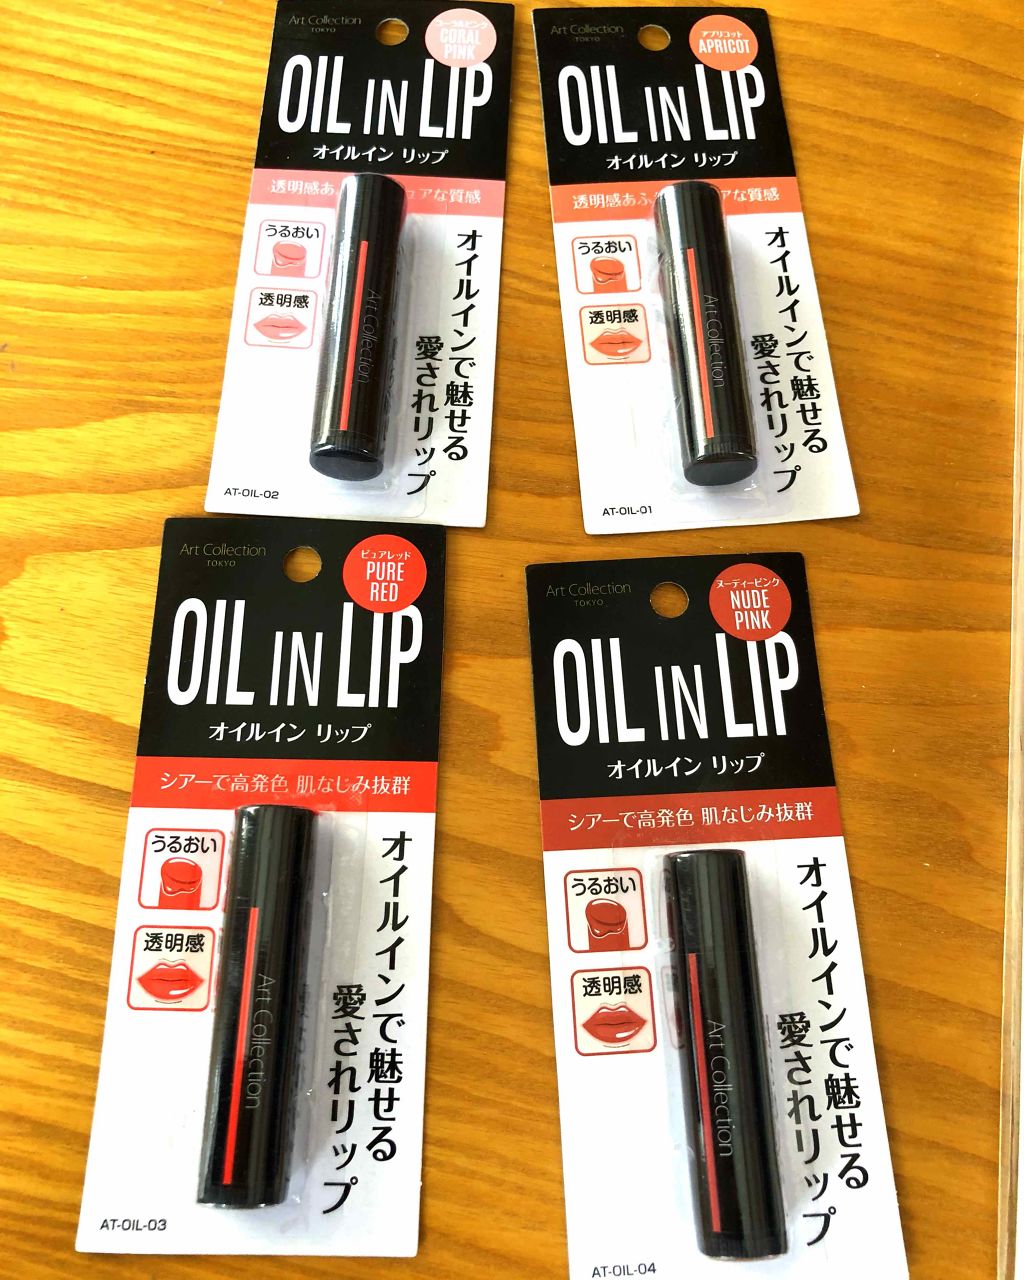 Art Collection
TOKYO
コーラルピンク
CORAL
PINK
OIL IN LIP
オイルイン リップ
透明感あ
ュアな質感
うるおい
透明感
オイルインで魅せる
愛されリップ
Art Collection
AT-OIL-02
Art Collection
TOKYO
アプリコット
APRICOT
OIL IN LIP
オイルイン リップ
透明感あふ
アな質感
うるおい
透明感
オイルインで魅せる
愛されリップ
Art Collection
AT-OIL-01
Art Collection
TOKYO
ピュアレッド
PURE
RED
OIL IN LIP
オイルイン リップ
シアーで高発色 肌なじみ抜群
うるおい
透明感
オイルインで魅せる
愛されリップ
Art Collection
AT-OIL-03
Art Collection
TOKYO
ヌーディーピンク
NUDE
PINK
OIL IN LIP
オイルイン リップ
シアーで高発色 肌なじみ抜群
うるおい
透明感
オイルインで魅せる
愛されリップ
Art Collection
AT-OIL-04